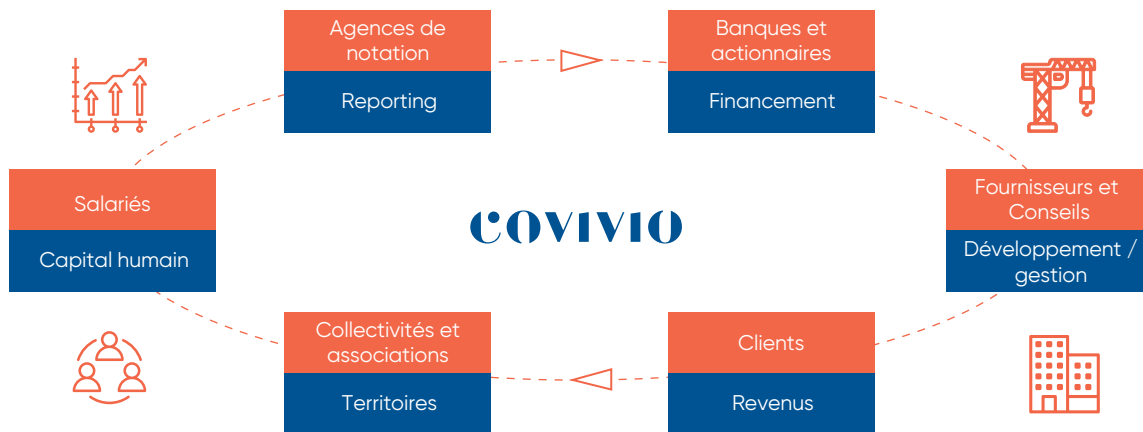 Agences de
notation
Reporting
Banques et
actionnaires
Financement
Salariés
Capital humain
COVIVIO
Fournisseurs et
Conseils
Développement /
gestion
Collectivités et
associations
Territoires
Clients
Revenus